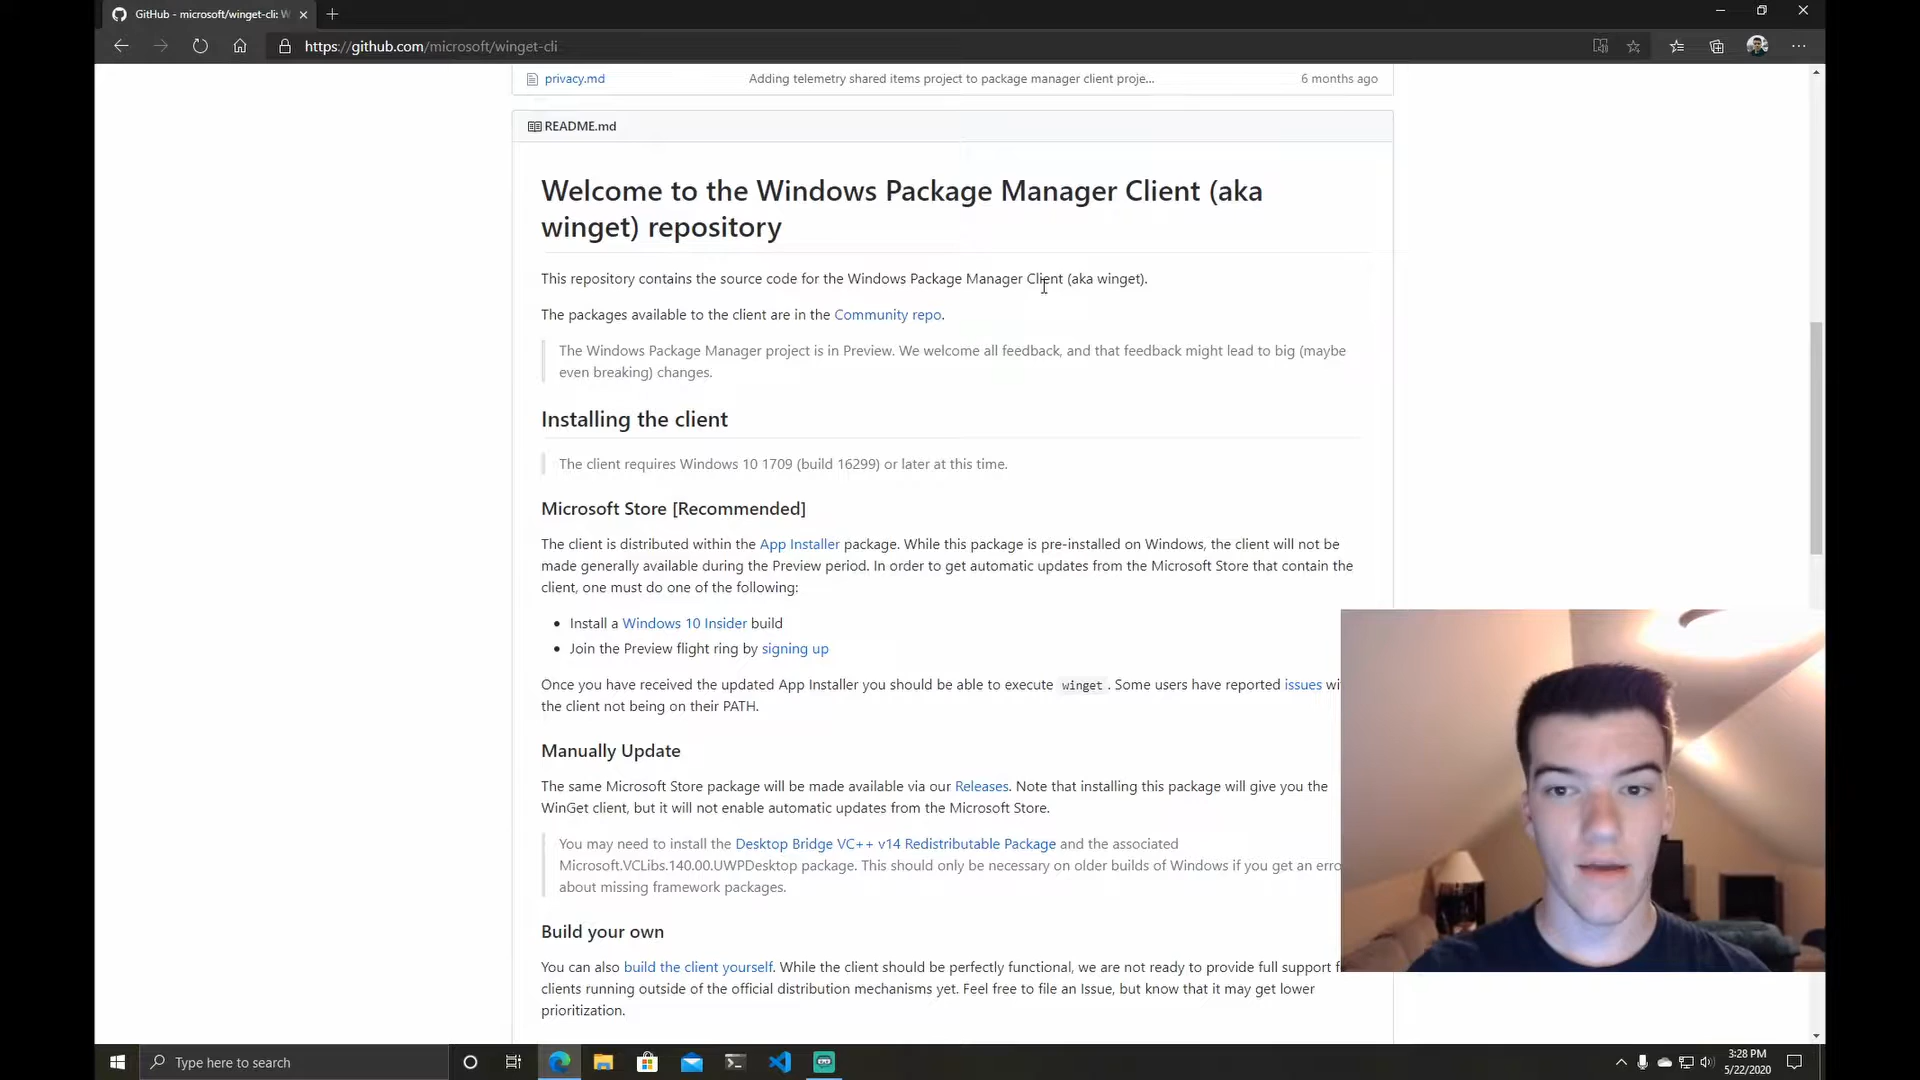 GitHub - microsoft/winget-cli: W
https://github.com/microsoft/winget-cli
privacy.md Adding telemetry shared items project to package manager client proje... 6 months ago
README.md
Welcome to the Windows Package Manager Client (aka
winget) repository
This repository contains the source code for the Windows Package Manager Client (aka winget).
The packages available to the client are in the Community repo.
The Windows Package Manager project is in Preview. We welcome all feedback, and that feedback might lead to big (maybe
even breaking) changes.
Installing the client
The client requires Windows 10 1709 (build 16299) or later at this time.
Microsoft Store [Recommended]
The client is distributed within the App Installer package. While this package is pre-installed on Windows, the client will not be
made generally available during the Preview period. In order to get automatic updates from the Microsoft Store that contain the
client, one must do one of the following:
• Install a Windows 10 Insider build
• Join the Preview flight ring by signing up
Once you have received the updated App Installer you should be able to execute winget. Some users have reported issues wi
the client not being on their PATH.
Manually Update
The same Microsoft Store package will be made available via our Releases. Note that installing this package will give you the
WinGet client, but it will not enable automatic updates from the Microsoft Store.
You may need to install the Desktop Bridge VC++ v14 Redistributable Package and the associated
Microsoft.VCLibs.140.00.UWPDesktop package. This should only be necessary on older builds of Windows if you get an erro
about missing framework packages.
Build your own
You can also build the client yourself. While the client should be perfectly functional, we are not ready to provide full support f
clients running outside of the official distribution mechanisms yet. Feel free to file an Issue, but know that it may get lower
prioritization.
Type here to search
3:28 PM
5/22/2020